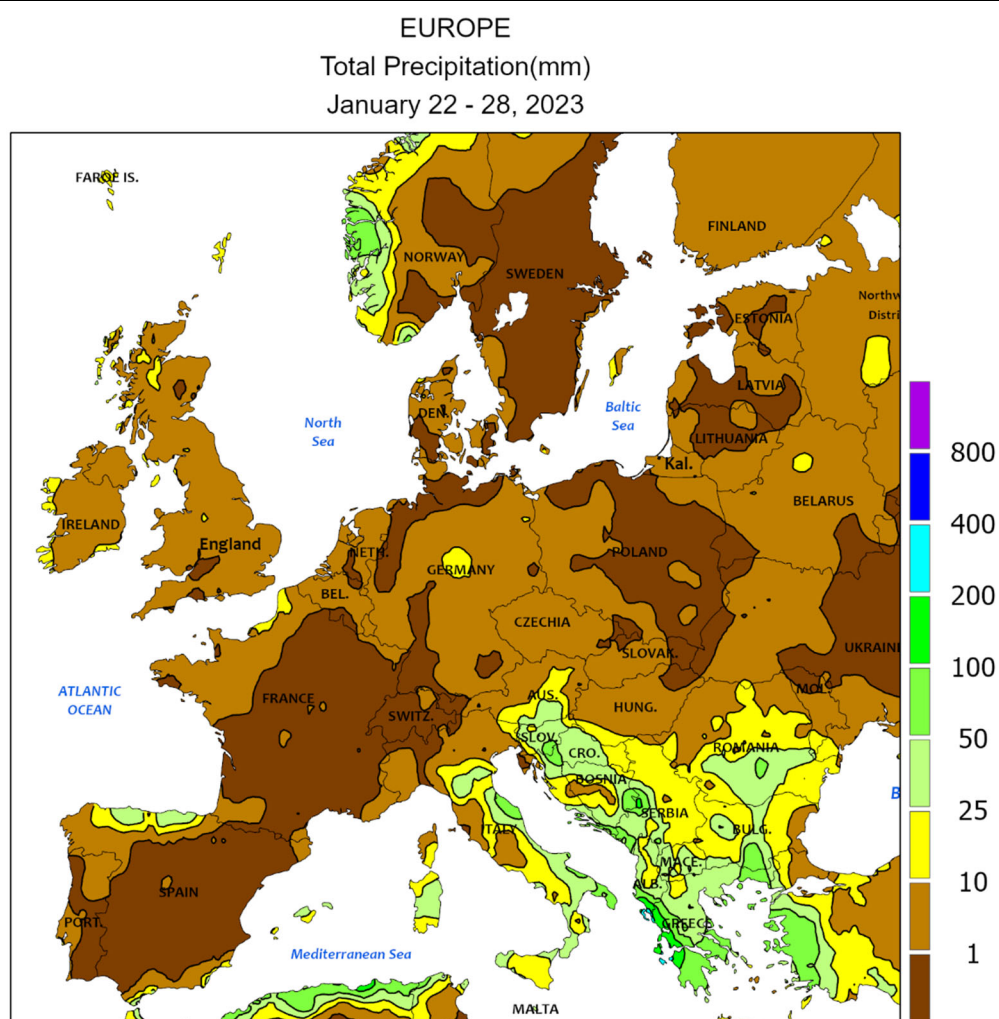 EUROPE
Total Precipitation(mm)
January 22 - 28, 2023
FAROE IS.
FINLAND
NORWAY
SWEDEN
Northw
Distri
ESTONIA
LATVIA
DEN.
North
Sea
Baltic
Sea
LITHUANIA
Kal.
800
BELARUS
IRELAND
400
England
NETH.
POLAND
GERMANY
BEL.
200
CZECHIA
UKRAINI
SLOVAK.
100
ATLANTIC
OCEAN
FRANCE
AUS.
MOL.
HUNG.
SWITZ.
SLOV.
50
CRO.
ROMANIA
BOSNIA
B
25
SERBIA
ITALY
BULG.
MACE.
10
ALB.
SPAIN
PORT.
GREECE
Mediterranean Sea
1
MALTA